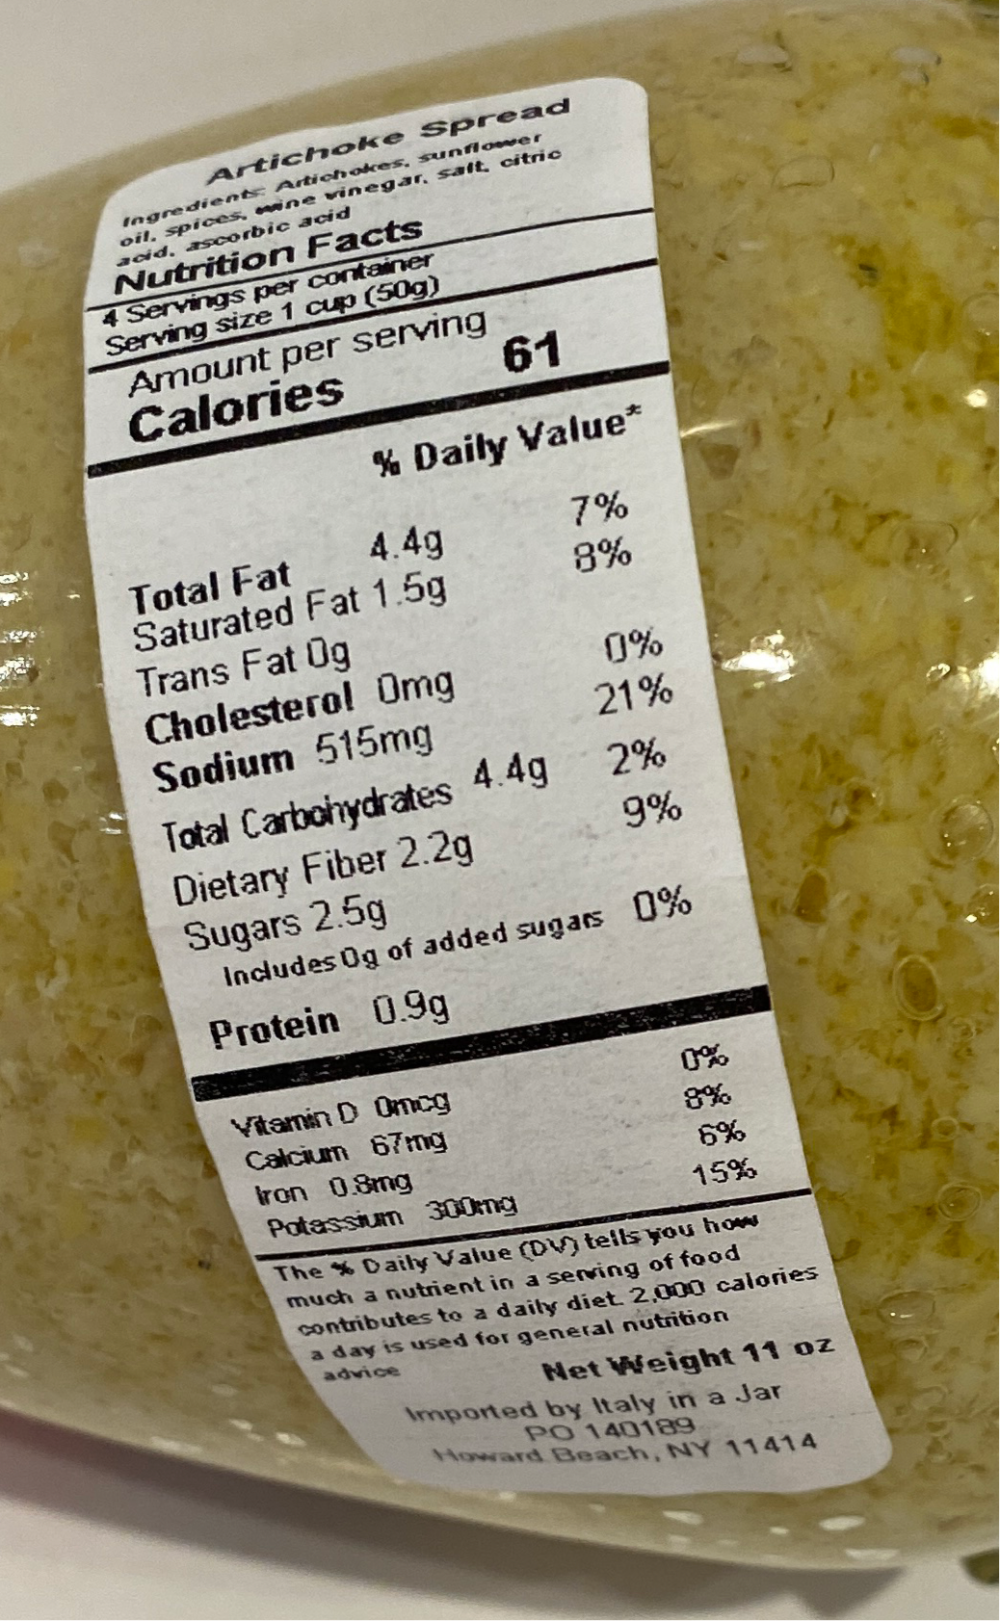 Artichoke Spread
Ingredients: Artichokes, sunflower
oil, spices, wine vinegar, salt, citric
acid, ascorbic acid
Nutrition Facts
4 Servings per container
Serving size 1 cup (50g)
Amount per serving
Calories 61
% Daily Value*
Total Fat 4.4g 7%
Saturated Fat 1.5g 8%
Trans Fat 0g
Cholesterol 0mg 0%
Sodium 515mg 21%
Total Carbohydrates 4.4g 2%
Dietary Fiber 2.2g 9%
Sugars 2.5g
Includes 0g of added sugars 0%
Protein 0.9g
Vitamin D 0mcg 0%
Calcium 67mg 8%
Iron 0.8mg 6%
Potassium 300mg 15%
The % Daily Value (DV) tells you how
much a nutrient in a serving of food
contributes to a daily diet. 2,000 calories
a day is used for general nutrition
advice
Net Weight 11 oz
Imported by Italy in a Jar
PO 140189
Howard Beach, NY 11414